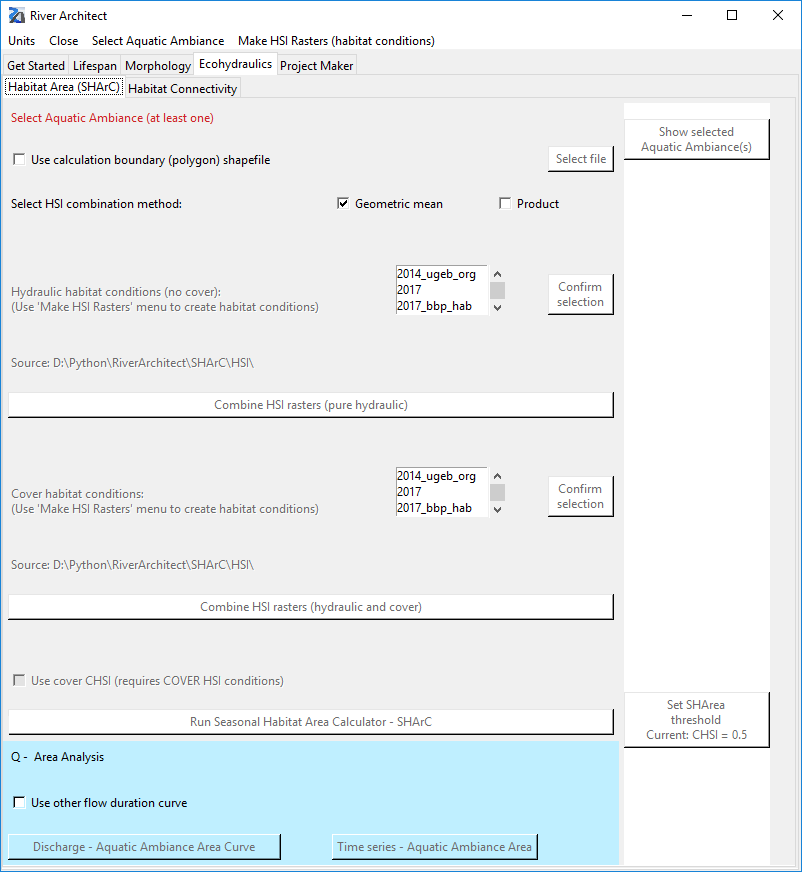 River Architect
Units Close Select Aquatic Ambiance Make HSI Rasters (habitat conditions)
Get Started Lifespan Morphology Ecohydraulics Project Maker
Habitat Area (SHArC) Habitat Connectivity
Select Aquatic Ambiance (at least one)
Show selected
Aquatic Ambiance(s)
Use calculation boundary (polygon) shapefile
Select file
Select HSI combination method:
Geometric mean
Product
Hydraulic habitat conditions (no cover):
(Use 'Make HSI Rasters' menu to create habitat conditions)
2014_ugeb_org
2017
2017_bbp_hab
Confirm
selection
Source: D:\Python\RiverArchitect\SHArC\HSI\
Combine HSI rasters (pure hydraulic)
Cover habitat conditions:
(Use 'Make HSI Rasters' menu to create habitat conditions)
2014_ugeb_org
2017
2017_bbp_hab
Confirm
selection
Source: D:\Python\RiverArchitect\SHArC\HSI\
Combine HSI rasters (hydraulic and cover)
Use cover CHSI (requires COVER HSI conditions)
Run Seasonal Habitat Area Calculator - SHArC
Set SHArea
threshold
Current: CHSI = 0.5
Q - Area Analysis
Use other flow duration curve
Discharge - Aquatic Ambiance Area Curve
Time series - Aquatic Ambiance Area